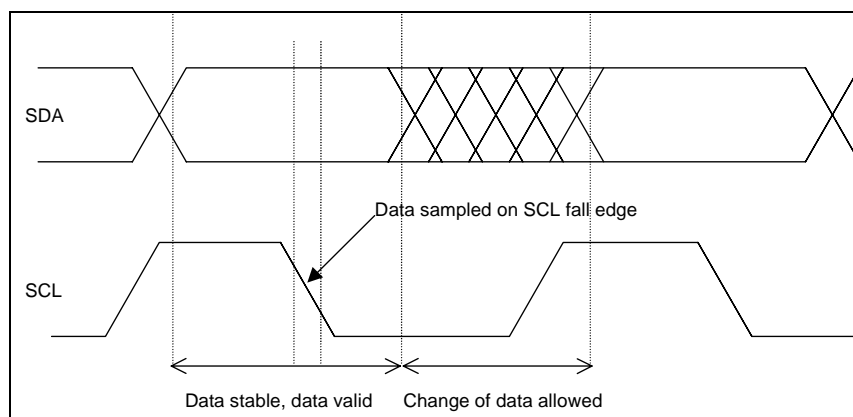 SDA
Data sampled on SCL fall edge
SCL
Data stable, data valid
Change of data allowed